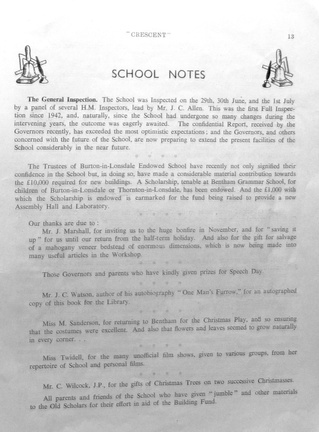 "CRESCENT"
13
SCHOOL NOTES
The General Inspection. The School was inspected on the 29th, 30th June, and the 1st July
by a panel of several H.M. Inspectors, lead by Mr. J. C. Allen. This was the first Full Inspec-
tion since 1942, and, naturally, since the School had undergone so many changes during the
intervening years, the outcome was eagerly awaited. The confidential Report, received by the
Governors recently, has exceeded the most optimistic expectations: and the Governors, and others
concerned with the future of the School, are now preparing to extend the present facilities of the
School considerably in the near future.
The Trustees of Burton-in-Lonsdale Endowed School have recently not only signified their
confidence in the School but, in doing so, have made a considerable material contribution towards
the £10,000 required for new buildings. A Scholarship, tenable at Bentham Grammar School, for
children of Burton-in-Lonsdale or Thornton-in-Lonsdale, has been endowed. And the £1,000 with
which the Scholarship is endowed is earmarked for the fund being raised to provide a new
Assembly Hall and Laboratory.
Our thanks are due to:
Mr. J. Marshall, for inviting us to the huge bonfire in November, and for "saving it
up" for us until our return from the half-term holiday. And also for the gift for salvage
of a mahogany veneer bedstead of enormous dimensions, which is now being made into
many useful articles in the Workshop.
Those Governors and parents who have kindly given prizes for Speech Day.
Mr. J. C. Watson, author of his autobiography "One Man's Furrow," for an autographed
copy of this book for the Library.
Miss M. Sanderson, for returning to Bentham for the Christmas Play, and so ensuring
that the costumes were excellent. And also that flowers and leaves seemed to grow naturally
in every corner.
Miss Twidell, for the many unofficial film shows, given to various groups, from her
repertoire of School and personal films.
Mr. C. Wilcock, J.P., for the gifts of Christmas Trees on two successive Christmases.
All parents and friends of the School who have given "jumble" and other materials
to the Old Scholars for their effort in aid of the Building Fund.